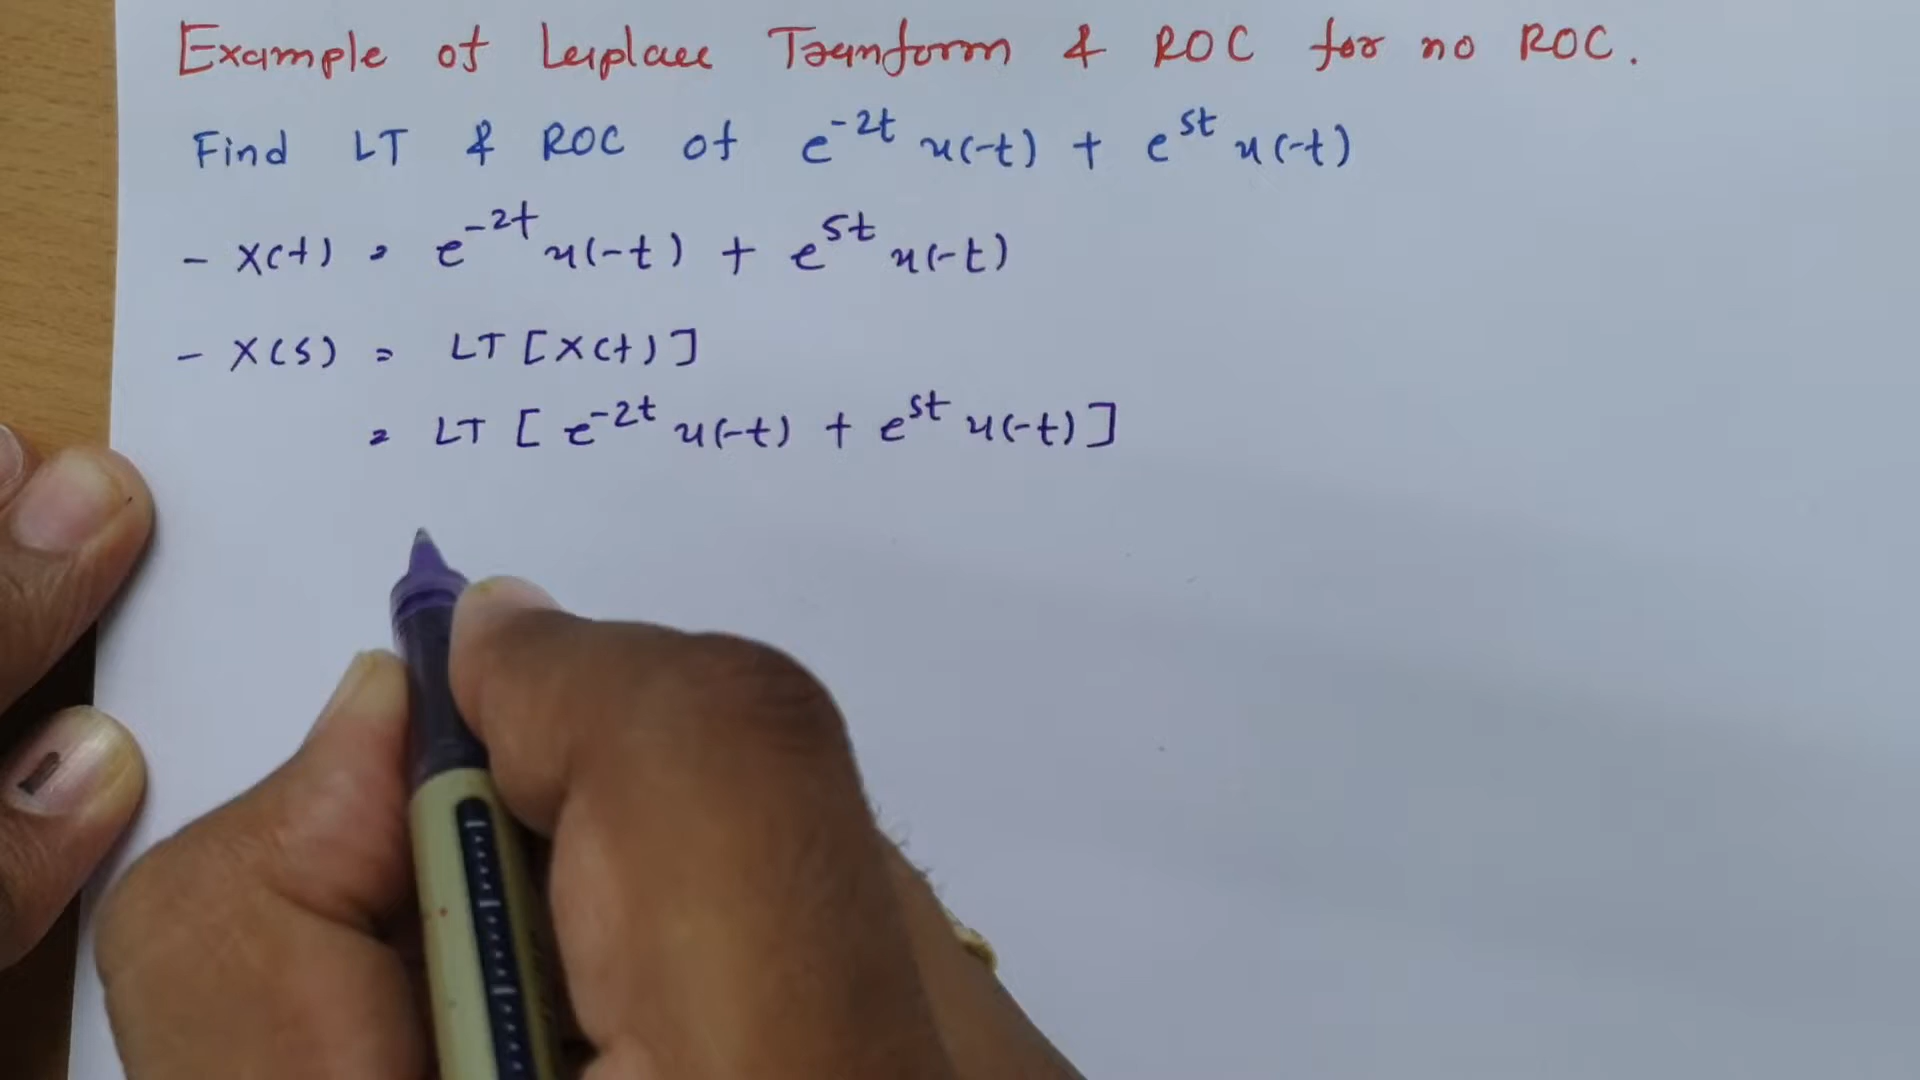 Example of Laplace Transform & ROC for no ROC.
Find LT & ROC of e^-2t u(-t) + e^5t u(-t)
- x(t) = e^-2t u(-t) + e^5t u(-t)
- X(s) = LT [x(t)]
= LT [ e^-2t u(-t) + e^5t u(-t) ]